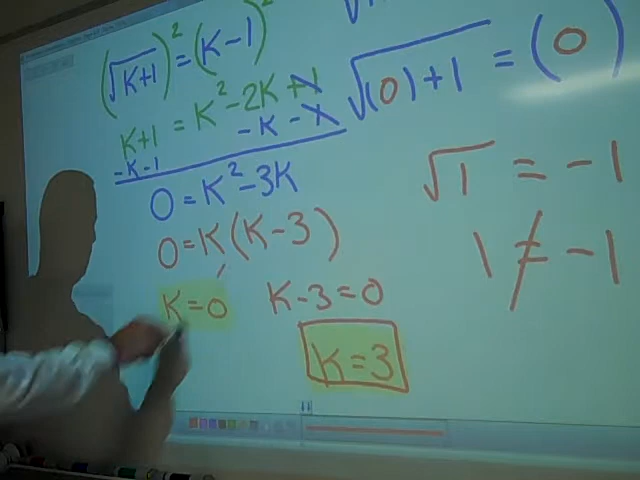 (√K+1)² = (K-1)²
K+1 = K²-2K+1
-K-1 -K-1
0 = K²-3K
0 = K(K-3)
K=0 K-3=0
K=3
√(0)+1 = (0)
√1 = -1
1 ≠ -1